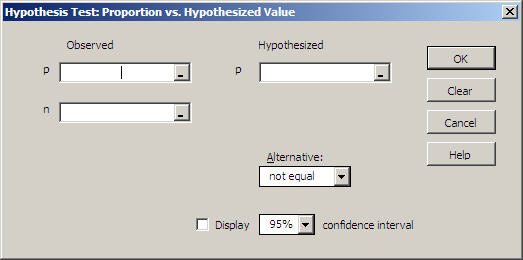 Hypothesis Test: Proportion vs. Hypothesized Value
Observed Hypothesized
p p OK
n Clear
Cancel
Help
Alternative:
not equal
Display 95% confidence interval